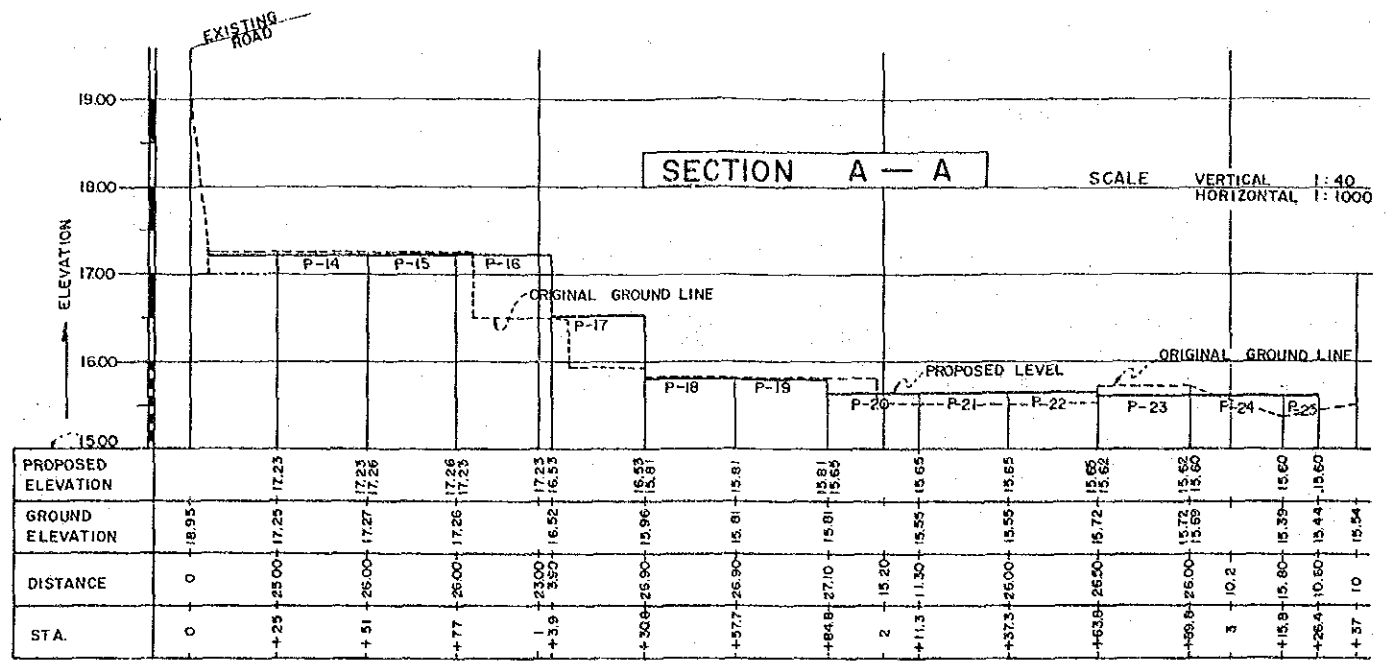 EXISTING
ROAD
19.00
SECTION A — A
SCALE VERTICAL 1:40
HORIZONTAL 1:1000
18.00
ELEVATION
17.00
P-14 P-15 P-16
ORIGINAL GROUND LINE
P-17
16.00
ORIGINAL GROUND LINE
PROPOSED LEVEL
P-18 P-19 P-20 P-21 P-22 P-23 P-24 P-25
15.00
PROPOSED
ELEVATION
17.23 17.23 17.26 17.26 17.23 17.23 16.53 16.53 15.81 15.81 15.81 15.65 15.65 15.65 15.65 15.62 15.62 15.60 15.60 15.60
GROUND
ELEVATION
18.95 17.25 17.27 17.26 16.52 15.96 15.81 15.81 15.55 15.55 15.72 15.72 15.69 15.39 15.44 15.54
DISTANCE
0 25.00 26.00 26.00 23.00 3.90 26.90 26.90 27.10 15.20 11.30 26.00 26.50 26.00 10.2 15.80 10.60 10
STA.
0 +25 +51 +77 1 +3.9 +30.8 +57.7 +84.8 2 +11.3 +37.3 +63.8 +89.8 3 +15.8 +26.4 +37